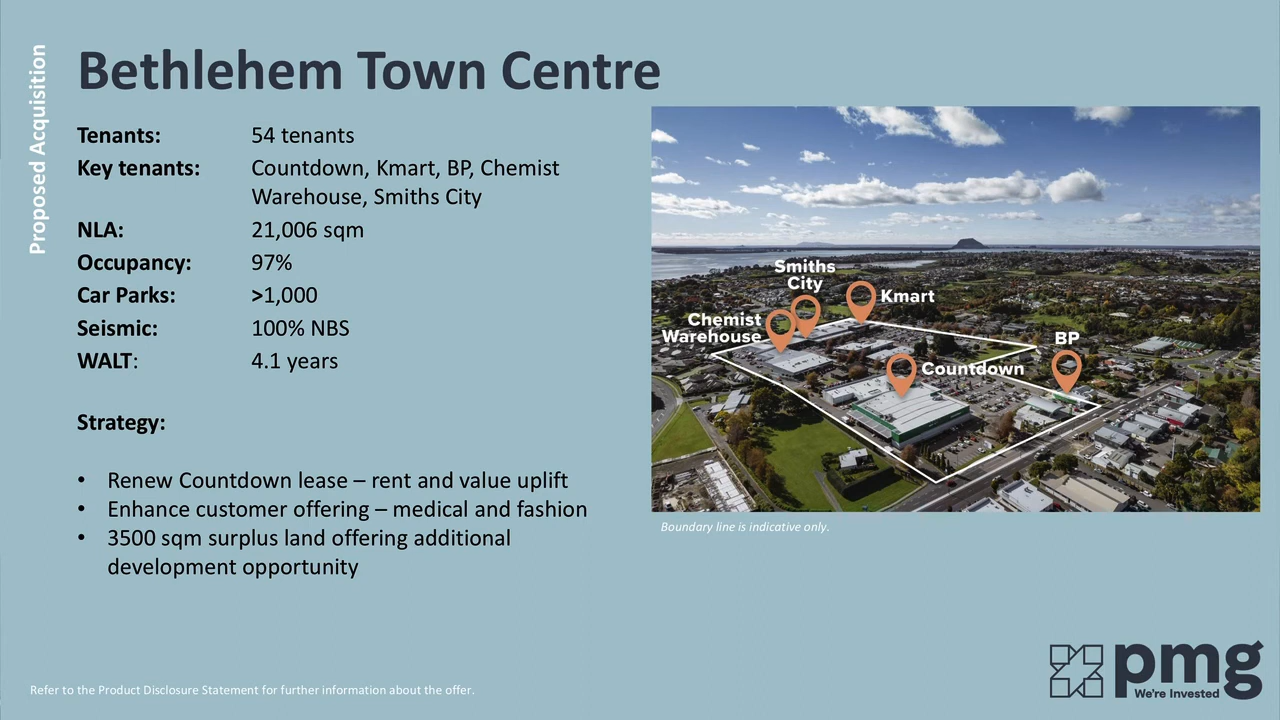 Proposed Acquisition
Bethlehem Town Centre
Tenants: 54 tenants
Key tenants: Countdown, Kmart, BP, Chemist
Warehouse, Smiths City
NLA: 21,006 sqm
Occupancy: 97%
Car Parks: >1,000
Seismic: 100% NBS
WALT: 4.1 years
Strategy:
• Renew Countdown lease – rent and value uplift
• Enhance customer offering – medical and fashion
• 3500 sqm surplus land offering additional
development opportunity
Smiths
City
Kmart
Chemist
Warehouse
BP
Countdown
Boundary line is indicative only.
Refer to the Product Disclosure Statement for further information about the offer.
pmg
We're Invested